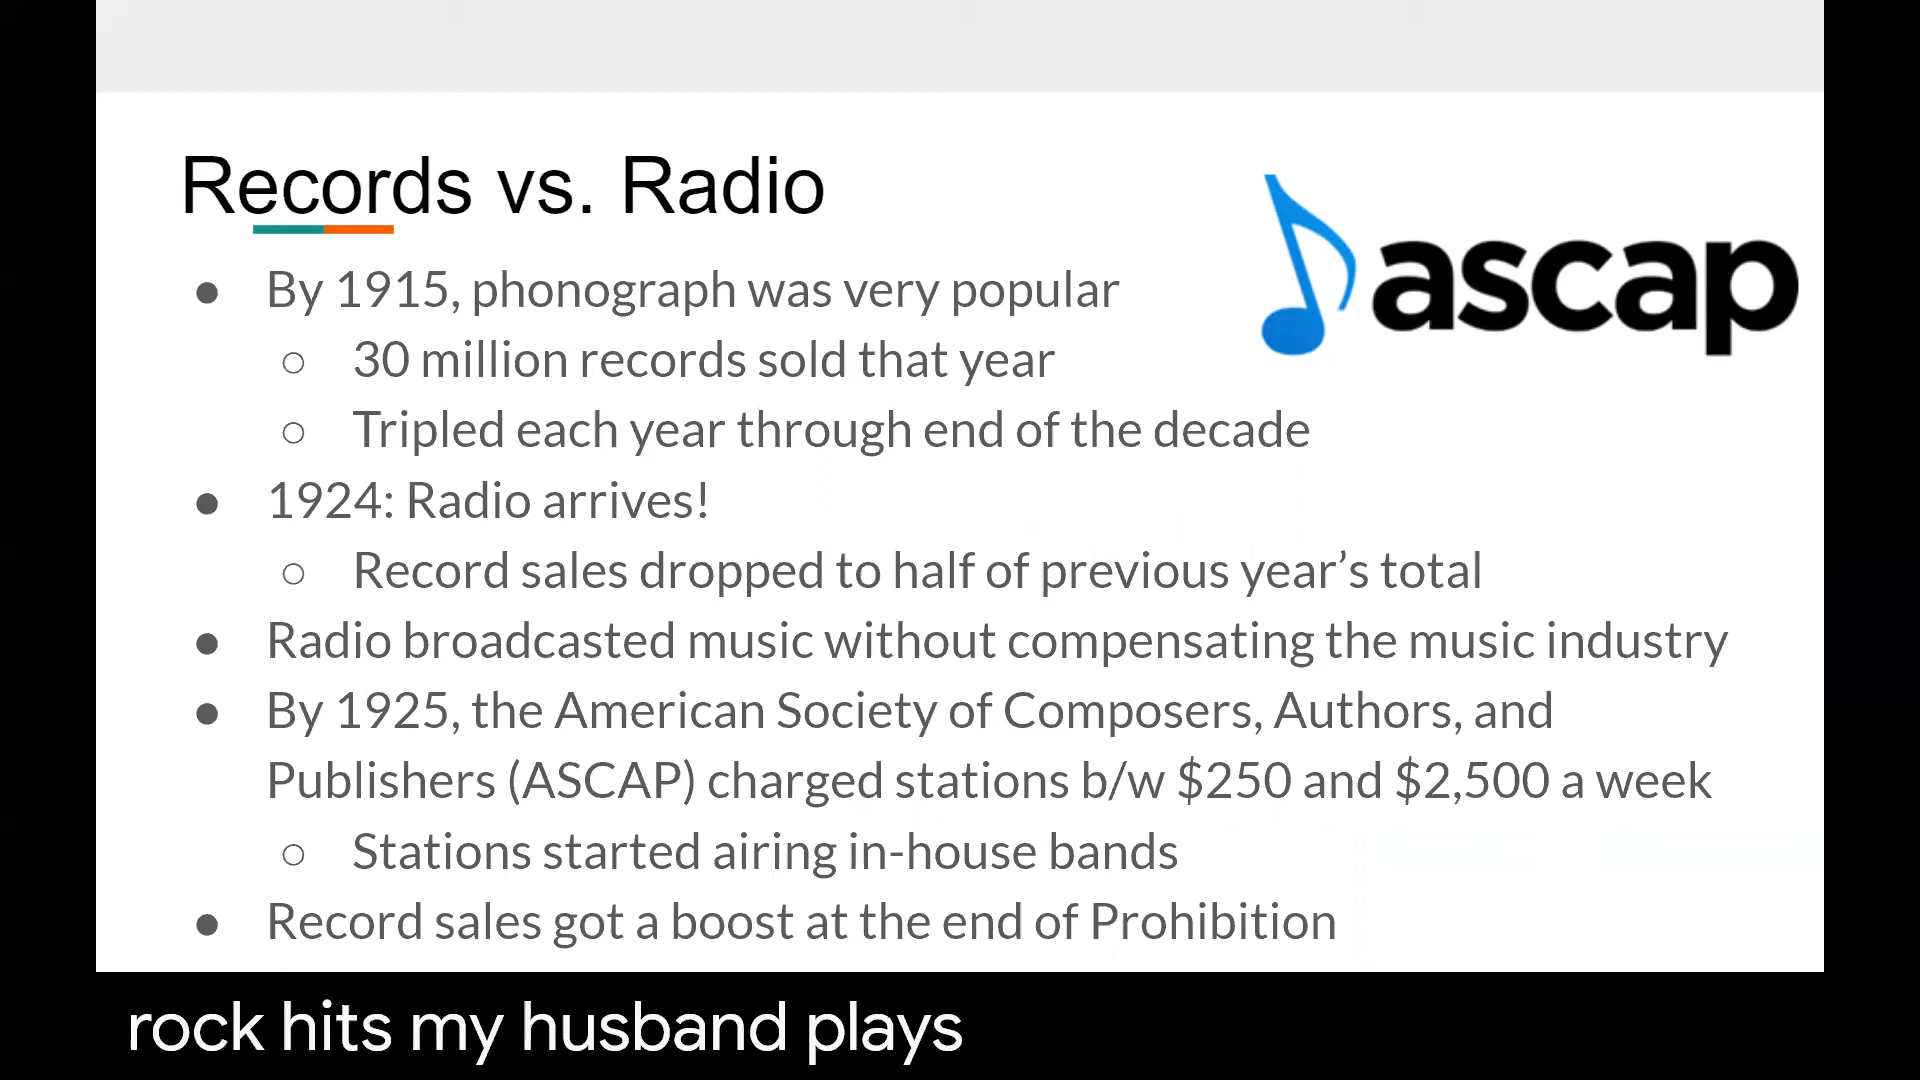 Records vs. Radio
ascap
● By 1915, phonograph was very popular
○ 30 million records sold that year
○ Tripled each year through end of the decade
● 1924: Radio arrives!
○ Record sales dropped to half of previous year’s total
● Radio broadcasted music without compensating the music industry
● By 1925, the American Society of Composers, Authors, and
Publishers (ASCAP) charged stations b/w $250 and $2,500 a week
○ Stations started airing in-house bands
● Record sales got a boost at the end of Prohibition
rock hits my husband plays